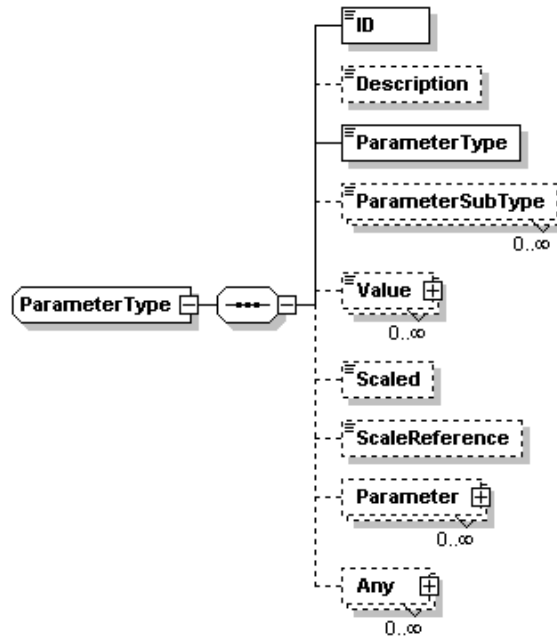 ID
Description
ParameterType
ParameterSubType
0..∞
ParameterType
Value
0..∞
Scaled
ScaleReference
Parameter
0..∞
Any
0..∞